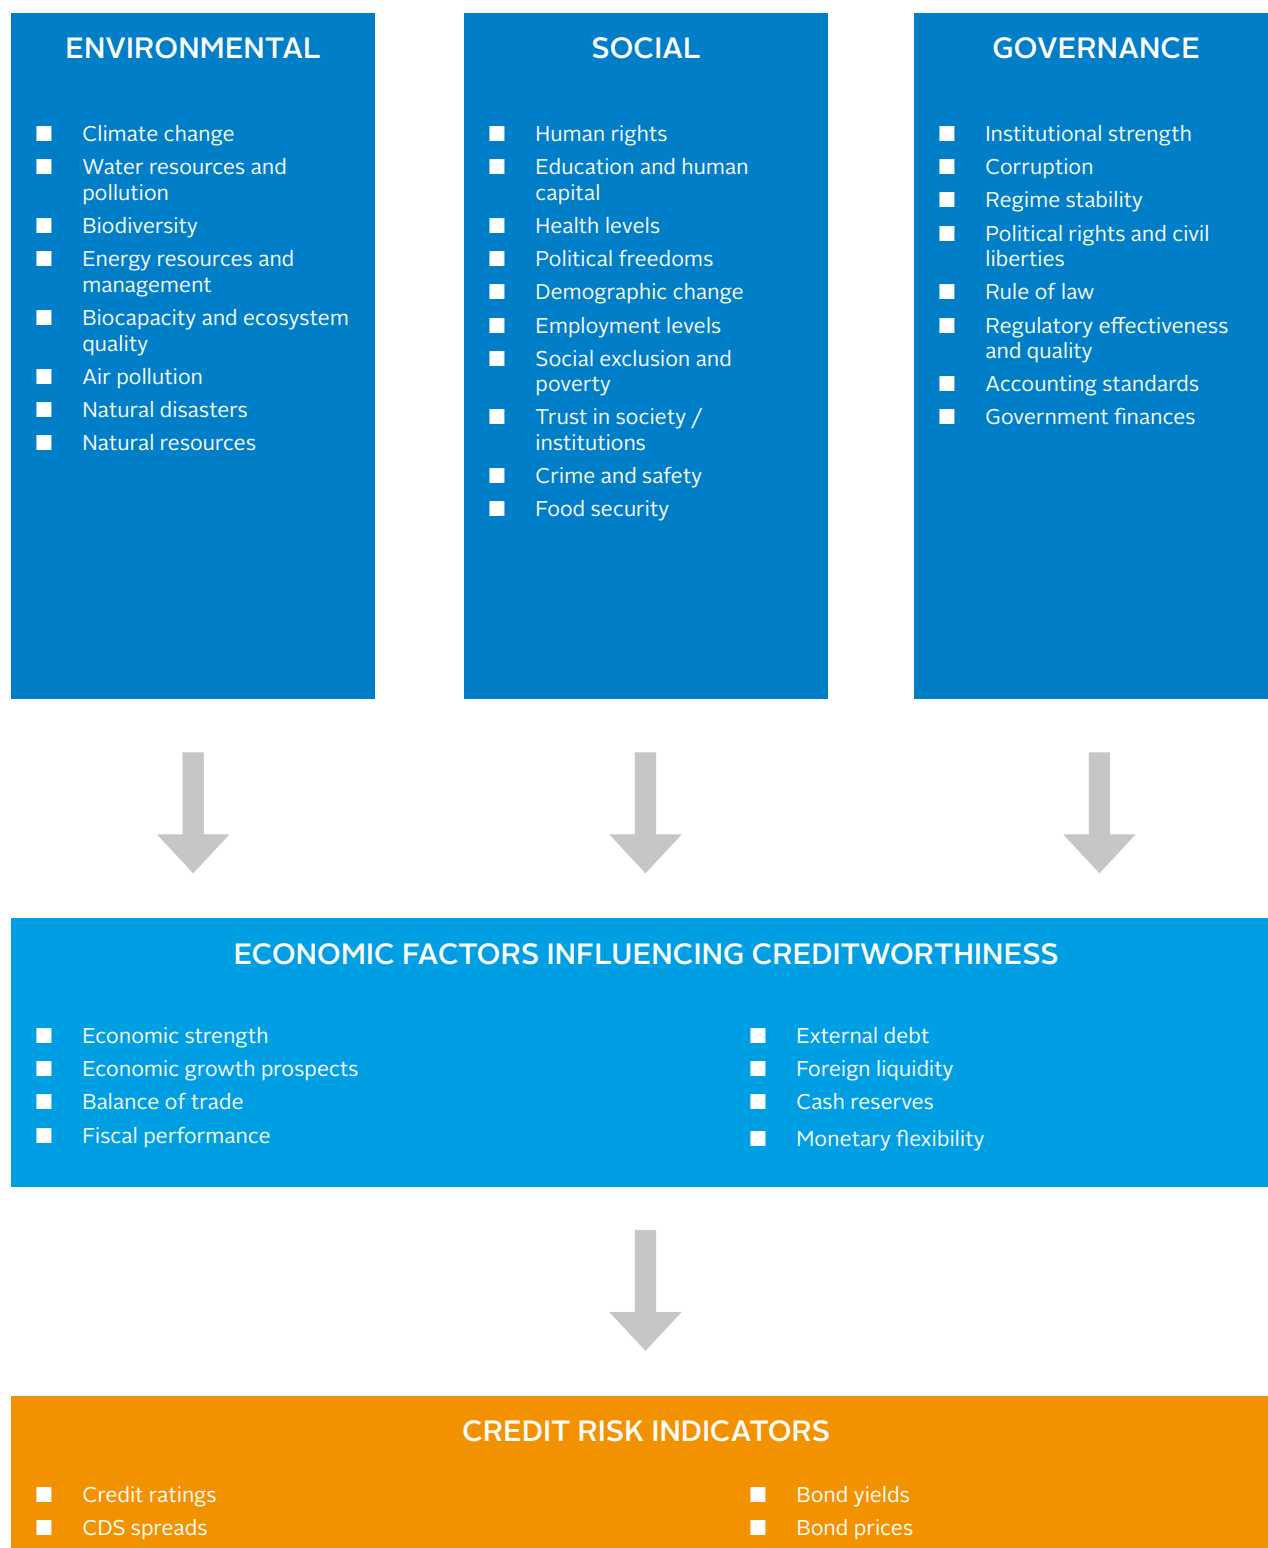 ENVIRONMENTAL
Climate change
Water resources and
pollution
Biodiversity
Energy resources and
management
Biocapacity and ecosystem
quality
Air pollution
Natural disasters
Natural resources
SOCIAL
Human rights
Education and human
capital
Health levels
Political freedoms
Demographic change
Employment levels
Social exclusion and
poverty
Trust in society /
institutions
Crime and safety
Food security
GOVERNANCE
Institutional strength
Corruption
Regime stability
Political rights and civil
liberties
Rule of law
Regulatory effectiveness
and quality
Accounting standards
Government finances
ECONOMIC FACTORS INFLUENCING CREDITWORTHINESS
Economic strength
Economic growth prospects
Balance of trade
Fiscal performance
External debt
Foreign liquidity
Cash reserves
Monetary flexibility
CREDIT RISK INDICATORS
Credit ratings
CDS spreads
Bond yields
Bond prices